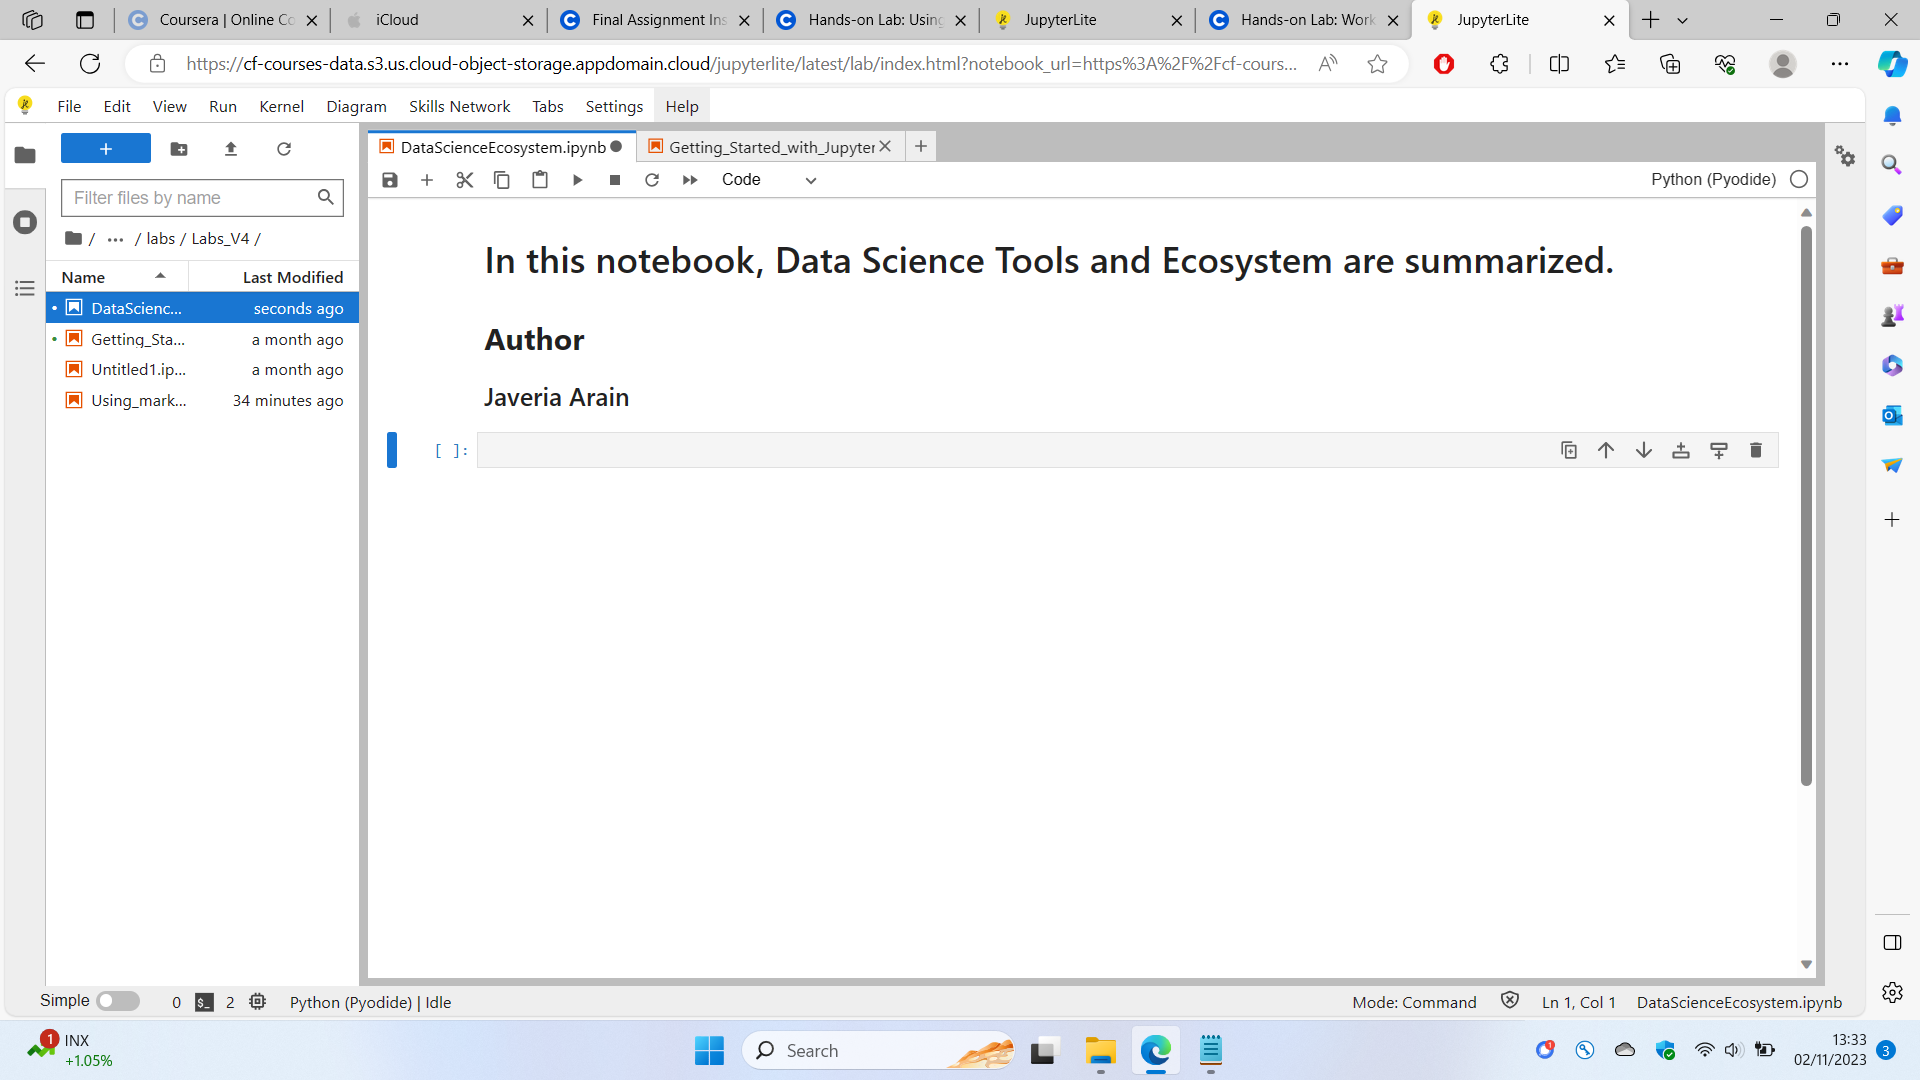 Coursera | Online Co
iCloud
Final Assignment Ins
Hands-on Lab: Using
JupyterLite
Hands-on Lab: Work
JupyterLite
https://cf-courses-data.s3.us.cloud-object-storage.appdomain.cloud/jupyterlite/latest/lab/index.html?notebook_url=https%3A%2F%2Fcf-cours...
File Edit View Run Kernel Diagram Skills Network Tabs Settings Help
DataScienceEcosystem.ipynb
Getting_Started_with_Jupyter
Code
Python (Pyodide)
Filter files by name
/ ... / labs / Labs_V4 /
Name Last Modified
DataScienc... seconds ago
Getting_Sta... a month ago
Untitled1.ip... a month ago
Using_mark... 34 minutes ago
In this notebook, Data Science Tools and Ecosystem are summarized.
Author
Javeria Arain
[ ]:
Simple 0 $_ 2 Python (Pyodide) | Idle
Mode: Command Ln 1, Col 1 DataScienceEcosystem.ipynb
1 INX
+1.05%
Search
13:33
02/11/2023
3